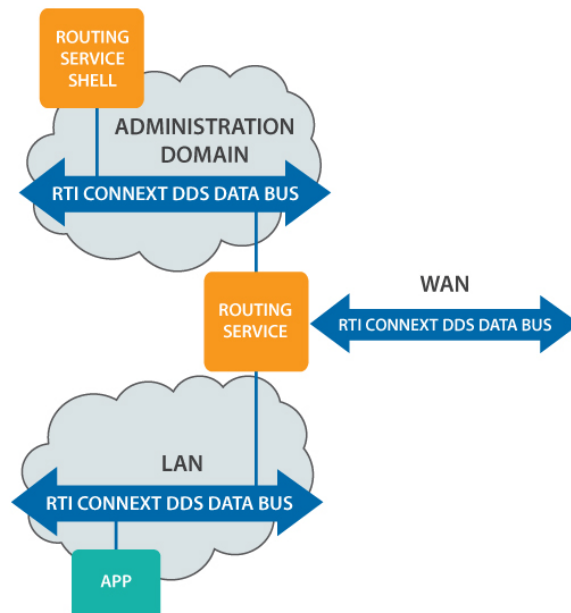 ROUTING
SERVICE
SHELL
ADMINISTRATION
DOMAIN
RTI CONNEXT DDS DATA BUS
ROUTING
SERVICE
WAN
RTI CONNEXT DDS DATA BUS
LAN
RTI CONNEXT DDS DATA BUS
APP